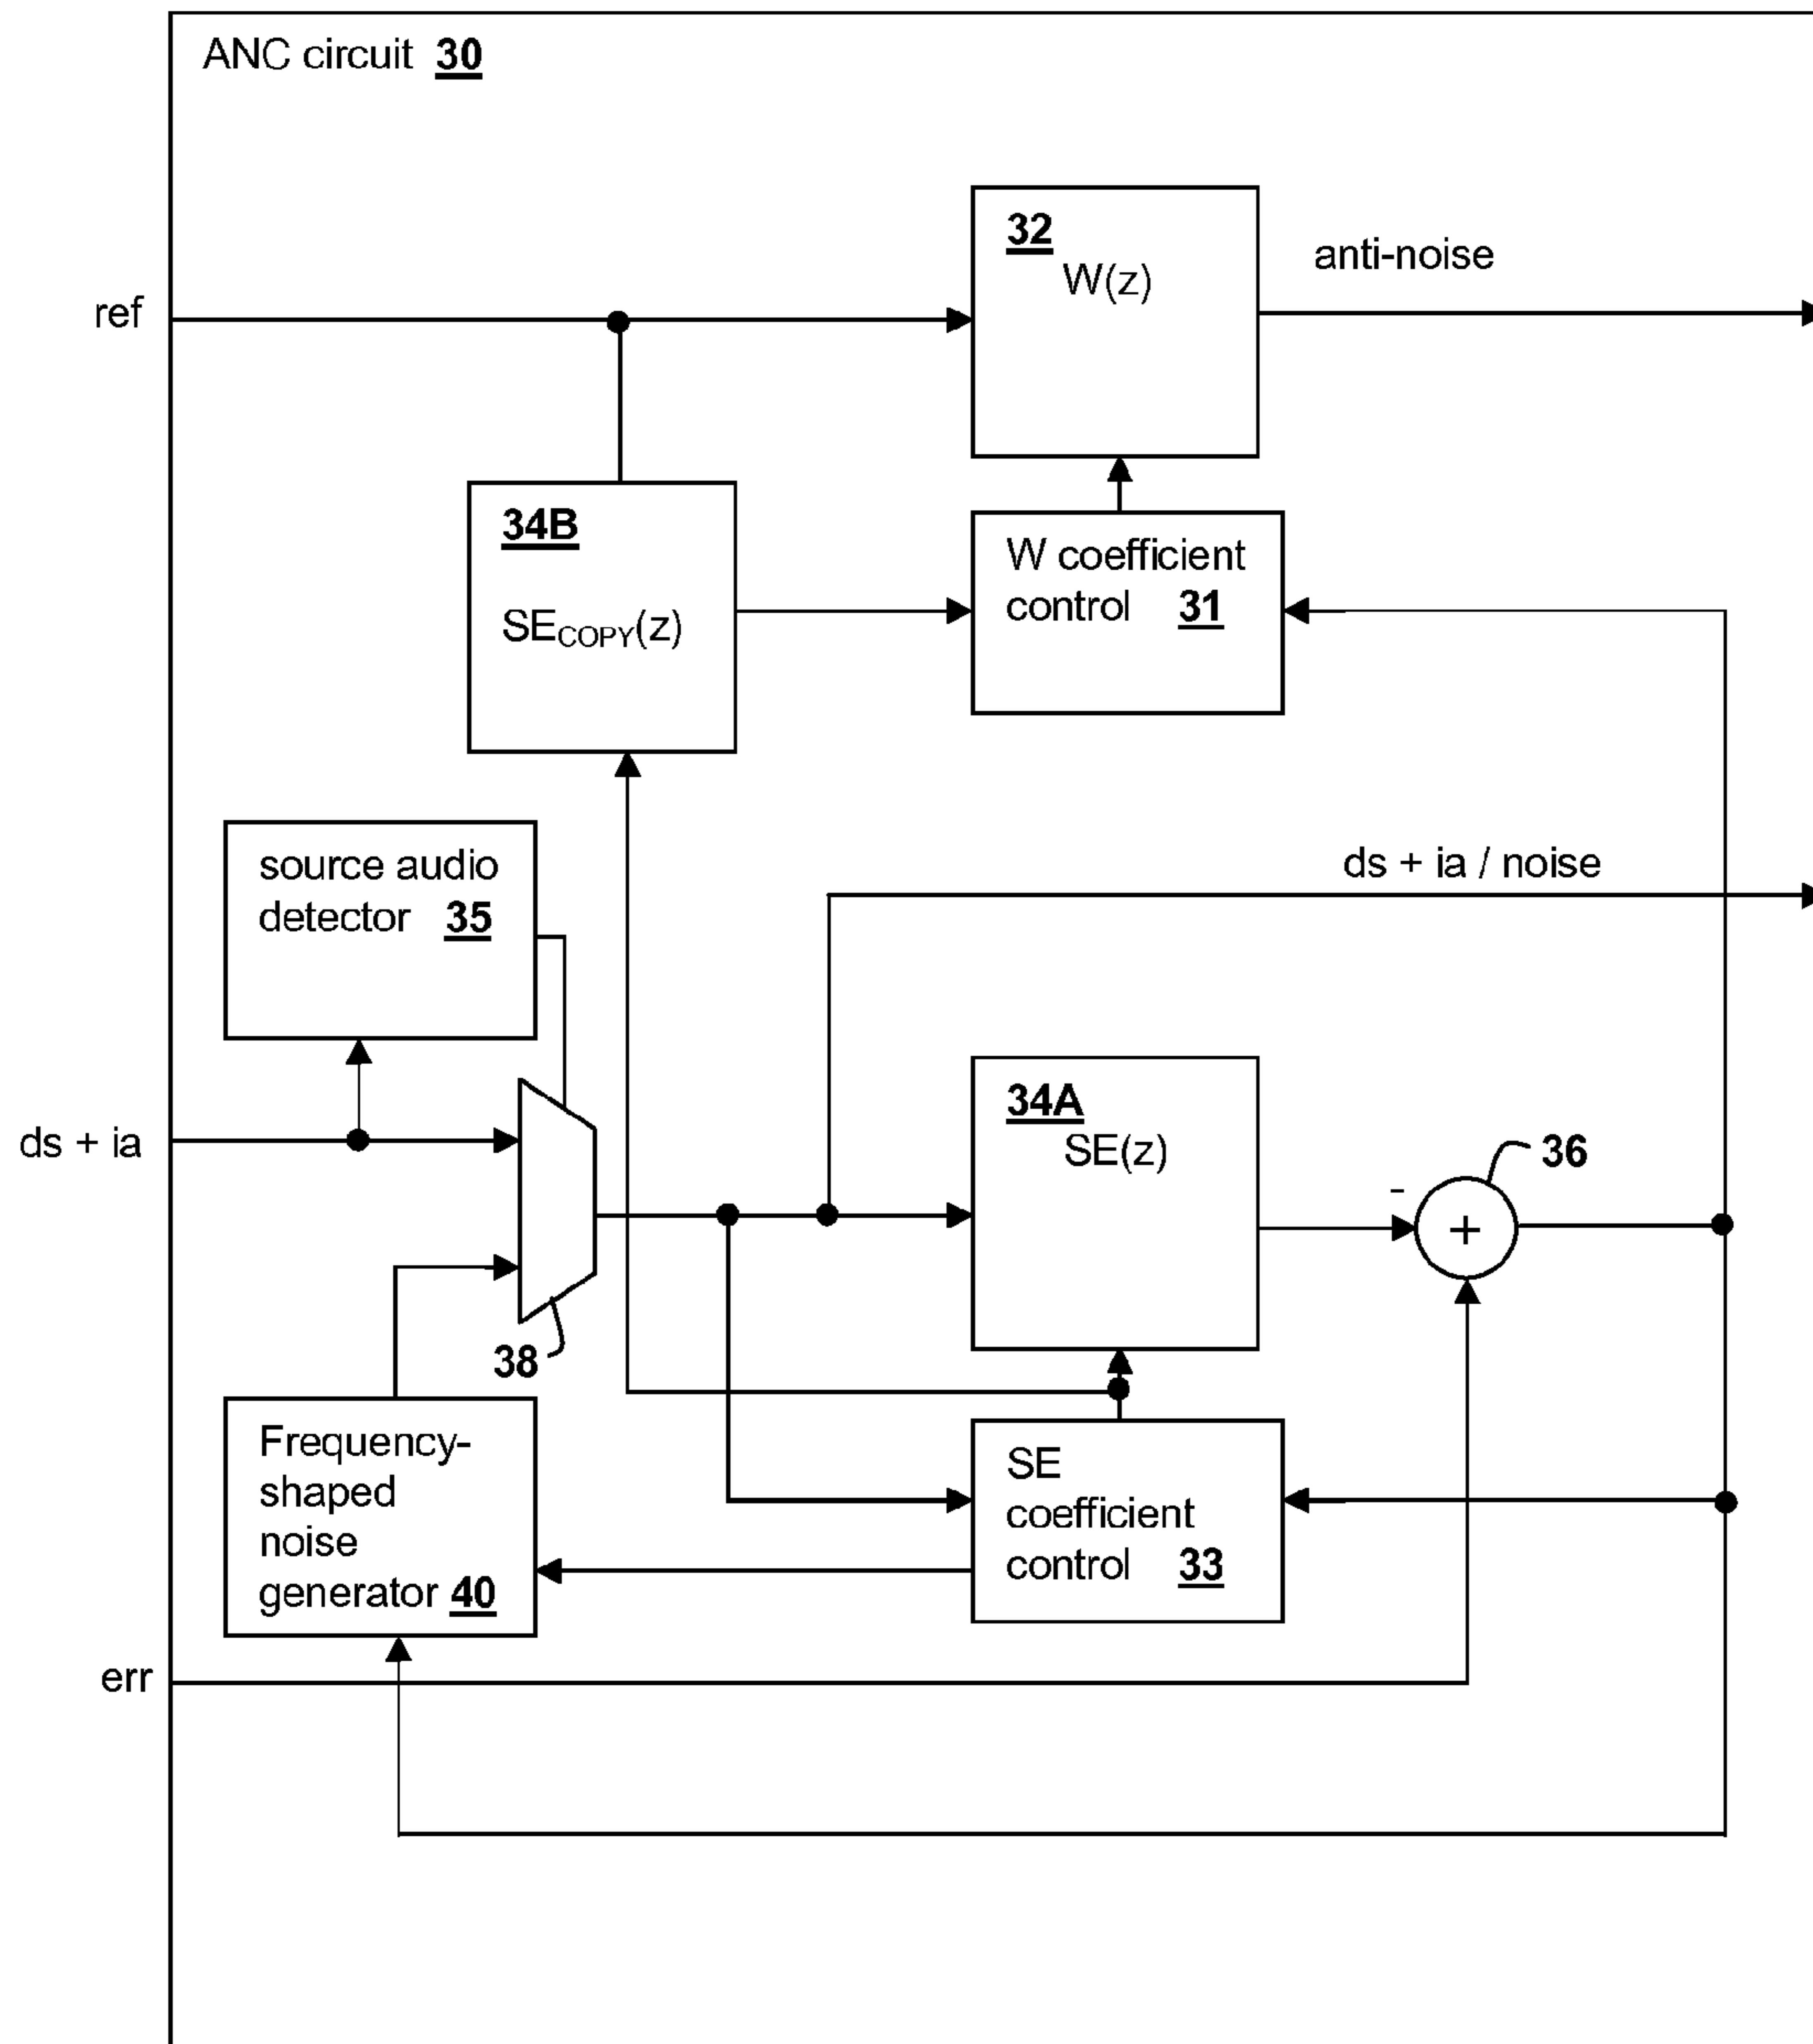 ANC circuit 30
32
W(z)
anti-noise
ref
34B
SE_COPY(z)
W coefficient
control 31
source audio
detector 35
ds + ia / noise
ds + ia
34A
SE(z)
-
+
36
38
Frequency-
shaped
noise
generator 40
SE
coefficient
control 33
err